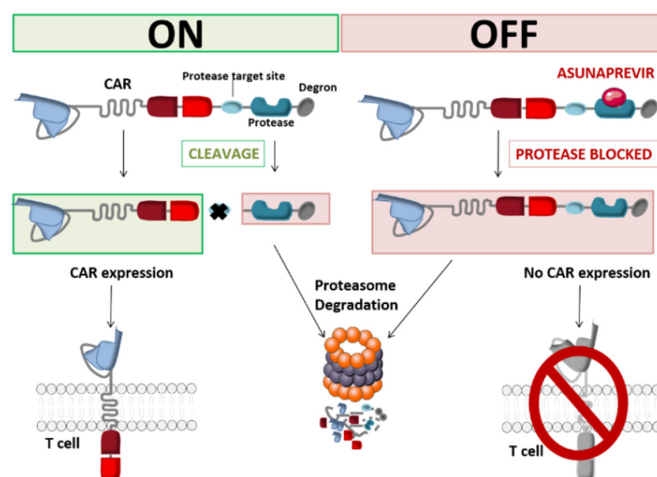 ON
OFF
CAR
Protease target site
Degron
Protease
ASUNAPREVIR
CLEAVAGE
PROTEASE BLOCKED
CAR expression
Proteasome
Degradation
No CAR expression
T cell
T cell